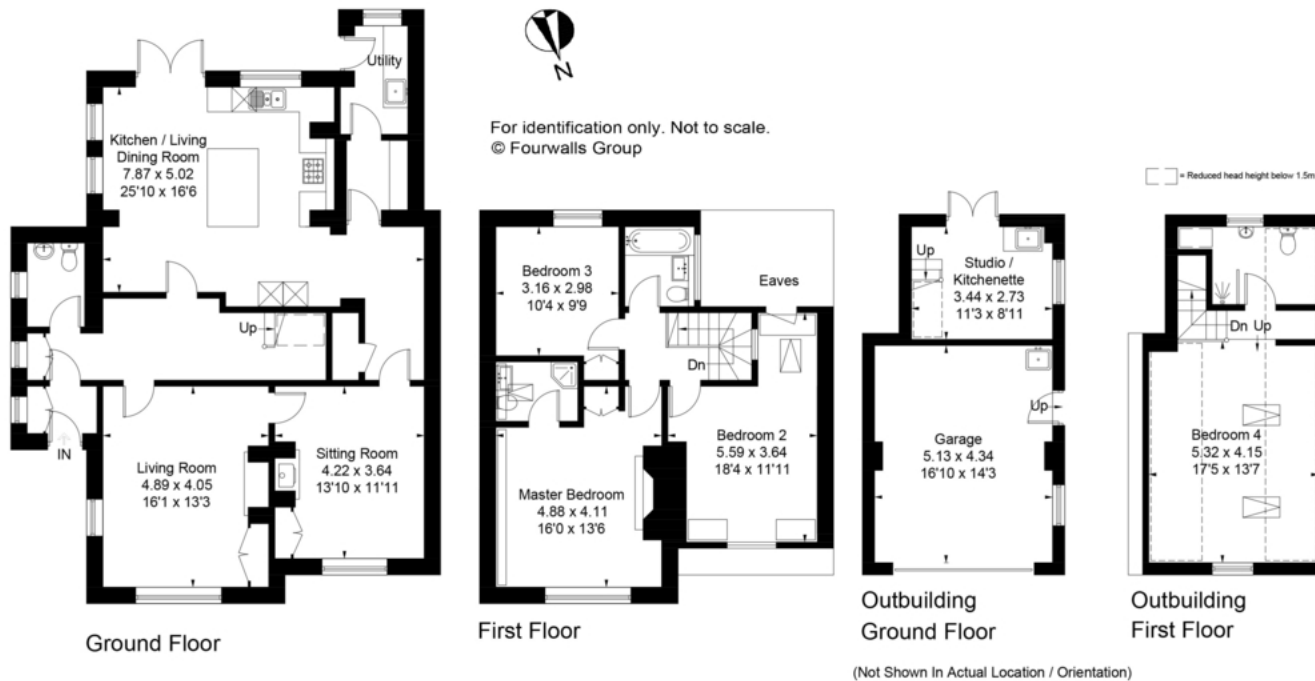 Utility
Kitchen / Living
Dining Room
7.87 x 5.02
25'10 x 16'6
Up
IN
Living Room
4.89 x 4.05
16'1 x 13'3
Sitting Room
4.22 x 3.64
13'10 x 11'11
Ground Floor
N
For identification only. Not to scale.
© Fourwalls Group
Bedroom 3
3.16 x 2.98
10'4 x 9'9
Eaves
Dn
Bedroom 2
5.59 x 3.64
18'4 x 11'11
Master Bedroom
4.88 x 4.11
16'0 x 13'6
First Floor
Up
Studio /
Kitchenette
3.44 x 2.73
11'3 x 8'11
Up
Garage
5.13 x 4.34
16'10 x 14'3
Outbuilding
Ground Floor
= Reduced head height below 1.5m
Dn Up
Bedroom 4
5.32 x 4.15
17'5 x 13'7
Outbuilding
First Floor
(Not Shown In Actual Location / Orientation)